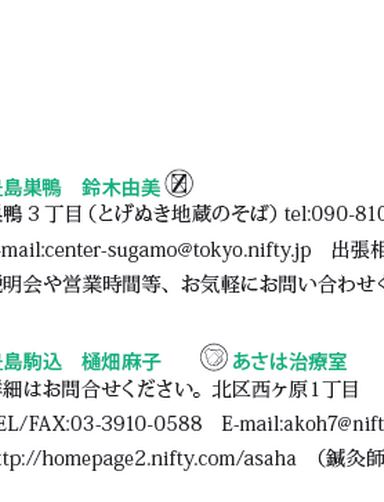 島巣鴨　鈴木由美
鴨３丁目（とげぬき地蔵のそば）tel:090-810
-mail:center-sugamo@tokyo.nifty.jp　出張相
説明会や営業時間等、お気軽にお問い合わせく
島駒込　樋畑麻子　あさは治療室
詳細はお問合せください。北区西ヶ原1丁目
EL/FAX:03-3910-0588　E-mail:akoh7@nift
ttp://homepage2.nifty.com/asaha　（鍼灸師